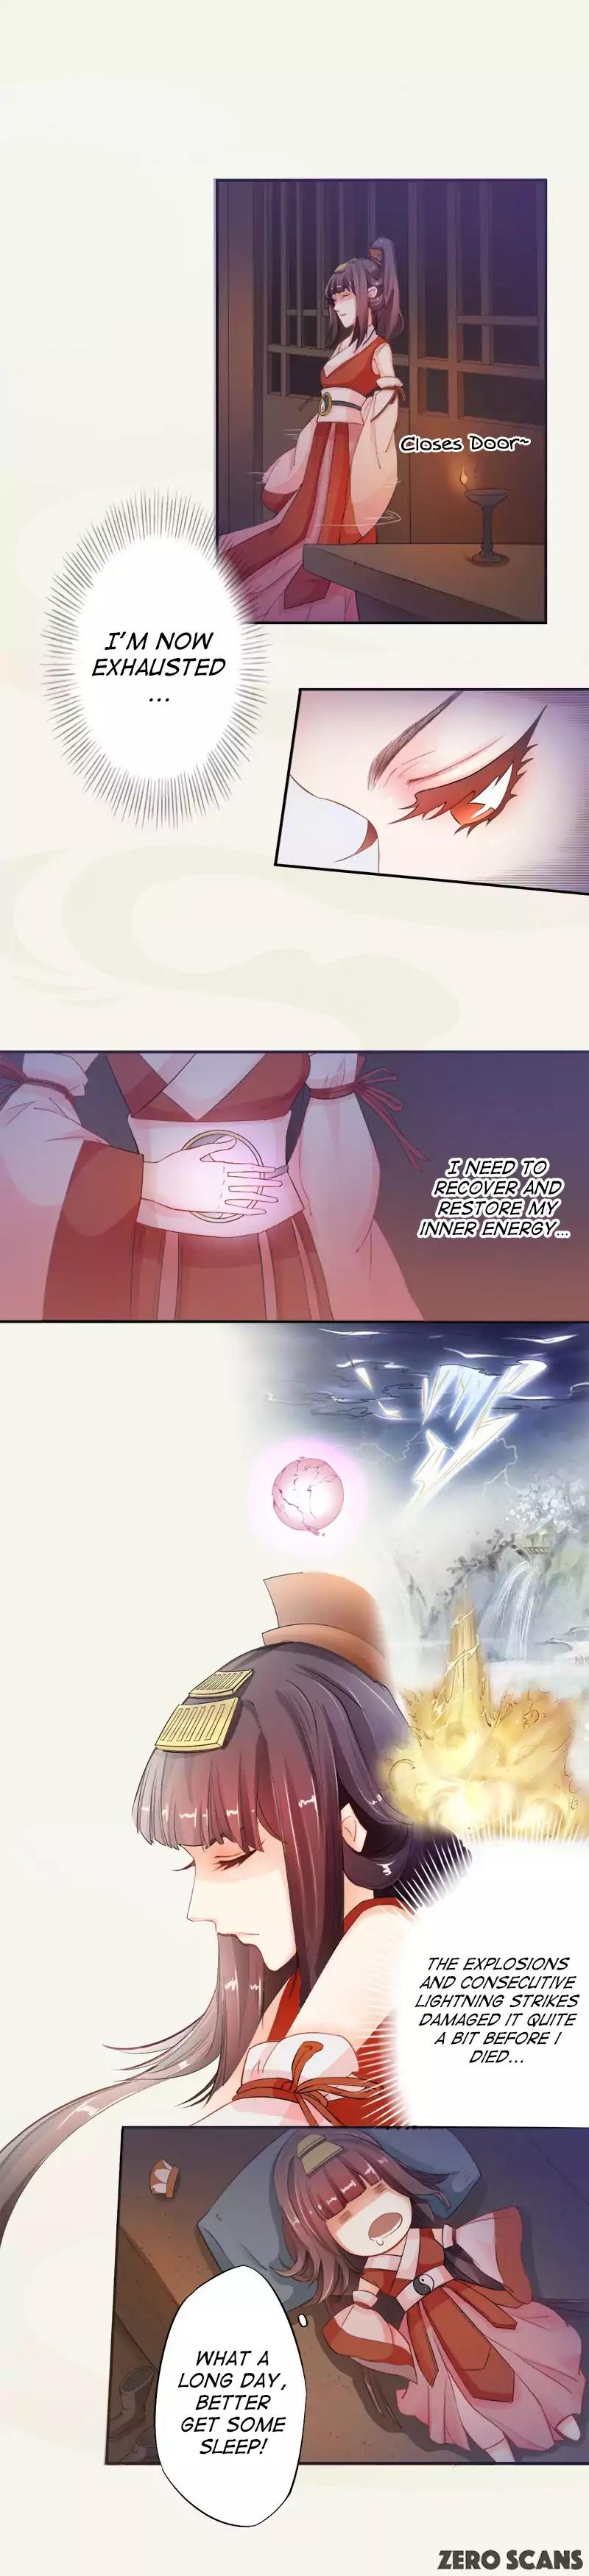 Closes Door~
I'M NOW
EXHAUSTED
...
I NEED TO
RECOVER AND
RESTORE MY
INNER ENERGY...
THE EXPLOSIONS
AND CONSECUTIVE
LIGHTNING STRIKES
DAMAGED IT QUITE
A BIT BEFORE I
DIED...
WHAT A
LONG DAY,
BETTER
GET SOME
SLEEP!
ZERO SCANS